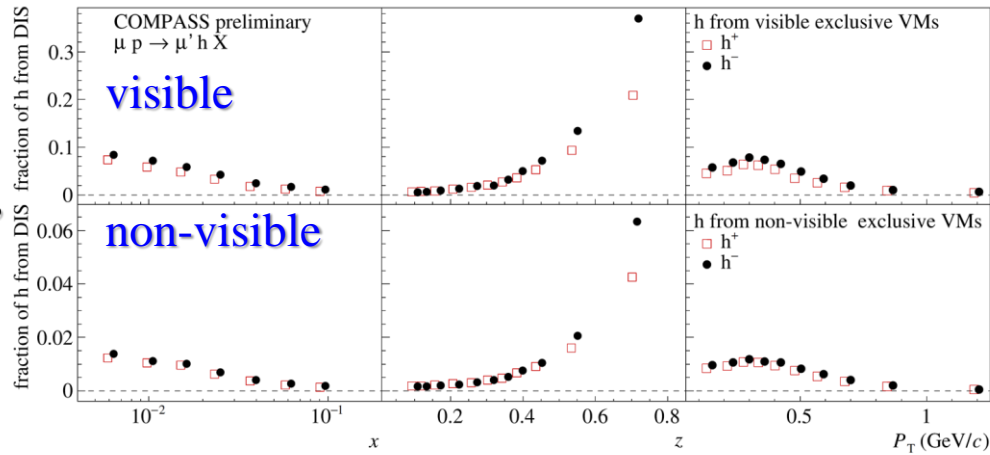 fraction of h from DIS
COMPASS preliminary
μ p → μ' h X
visible
0.3
0.2
0.1
0
h from visible exclusive VMs
h⁺
h⁻
fraction of h from DIS
non-visible
0.06
0.04
0.02
0
h from non-visible exclusive VMs
h⁺
h⁻
10⁻² 10⁻¹ 0.2 0.4 0.6 0.8 0.5 1
x z P_T (GeV/c)